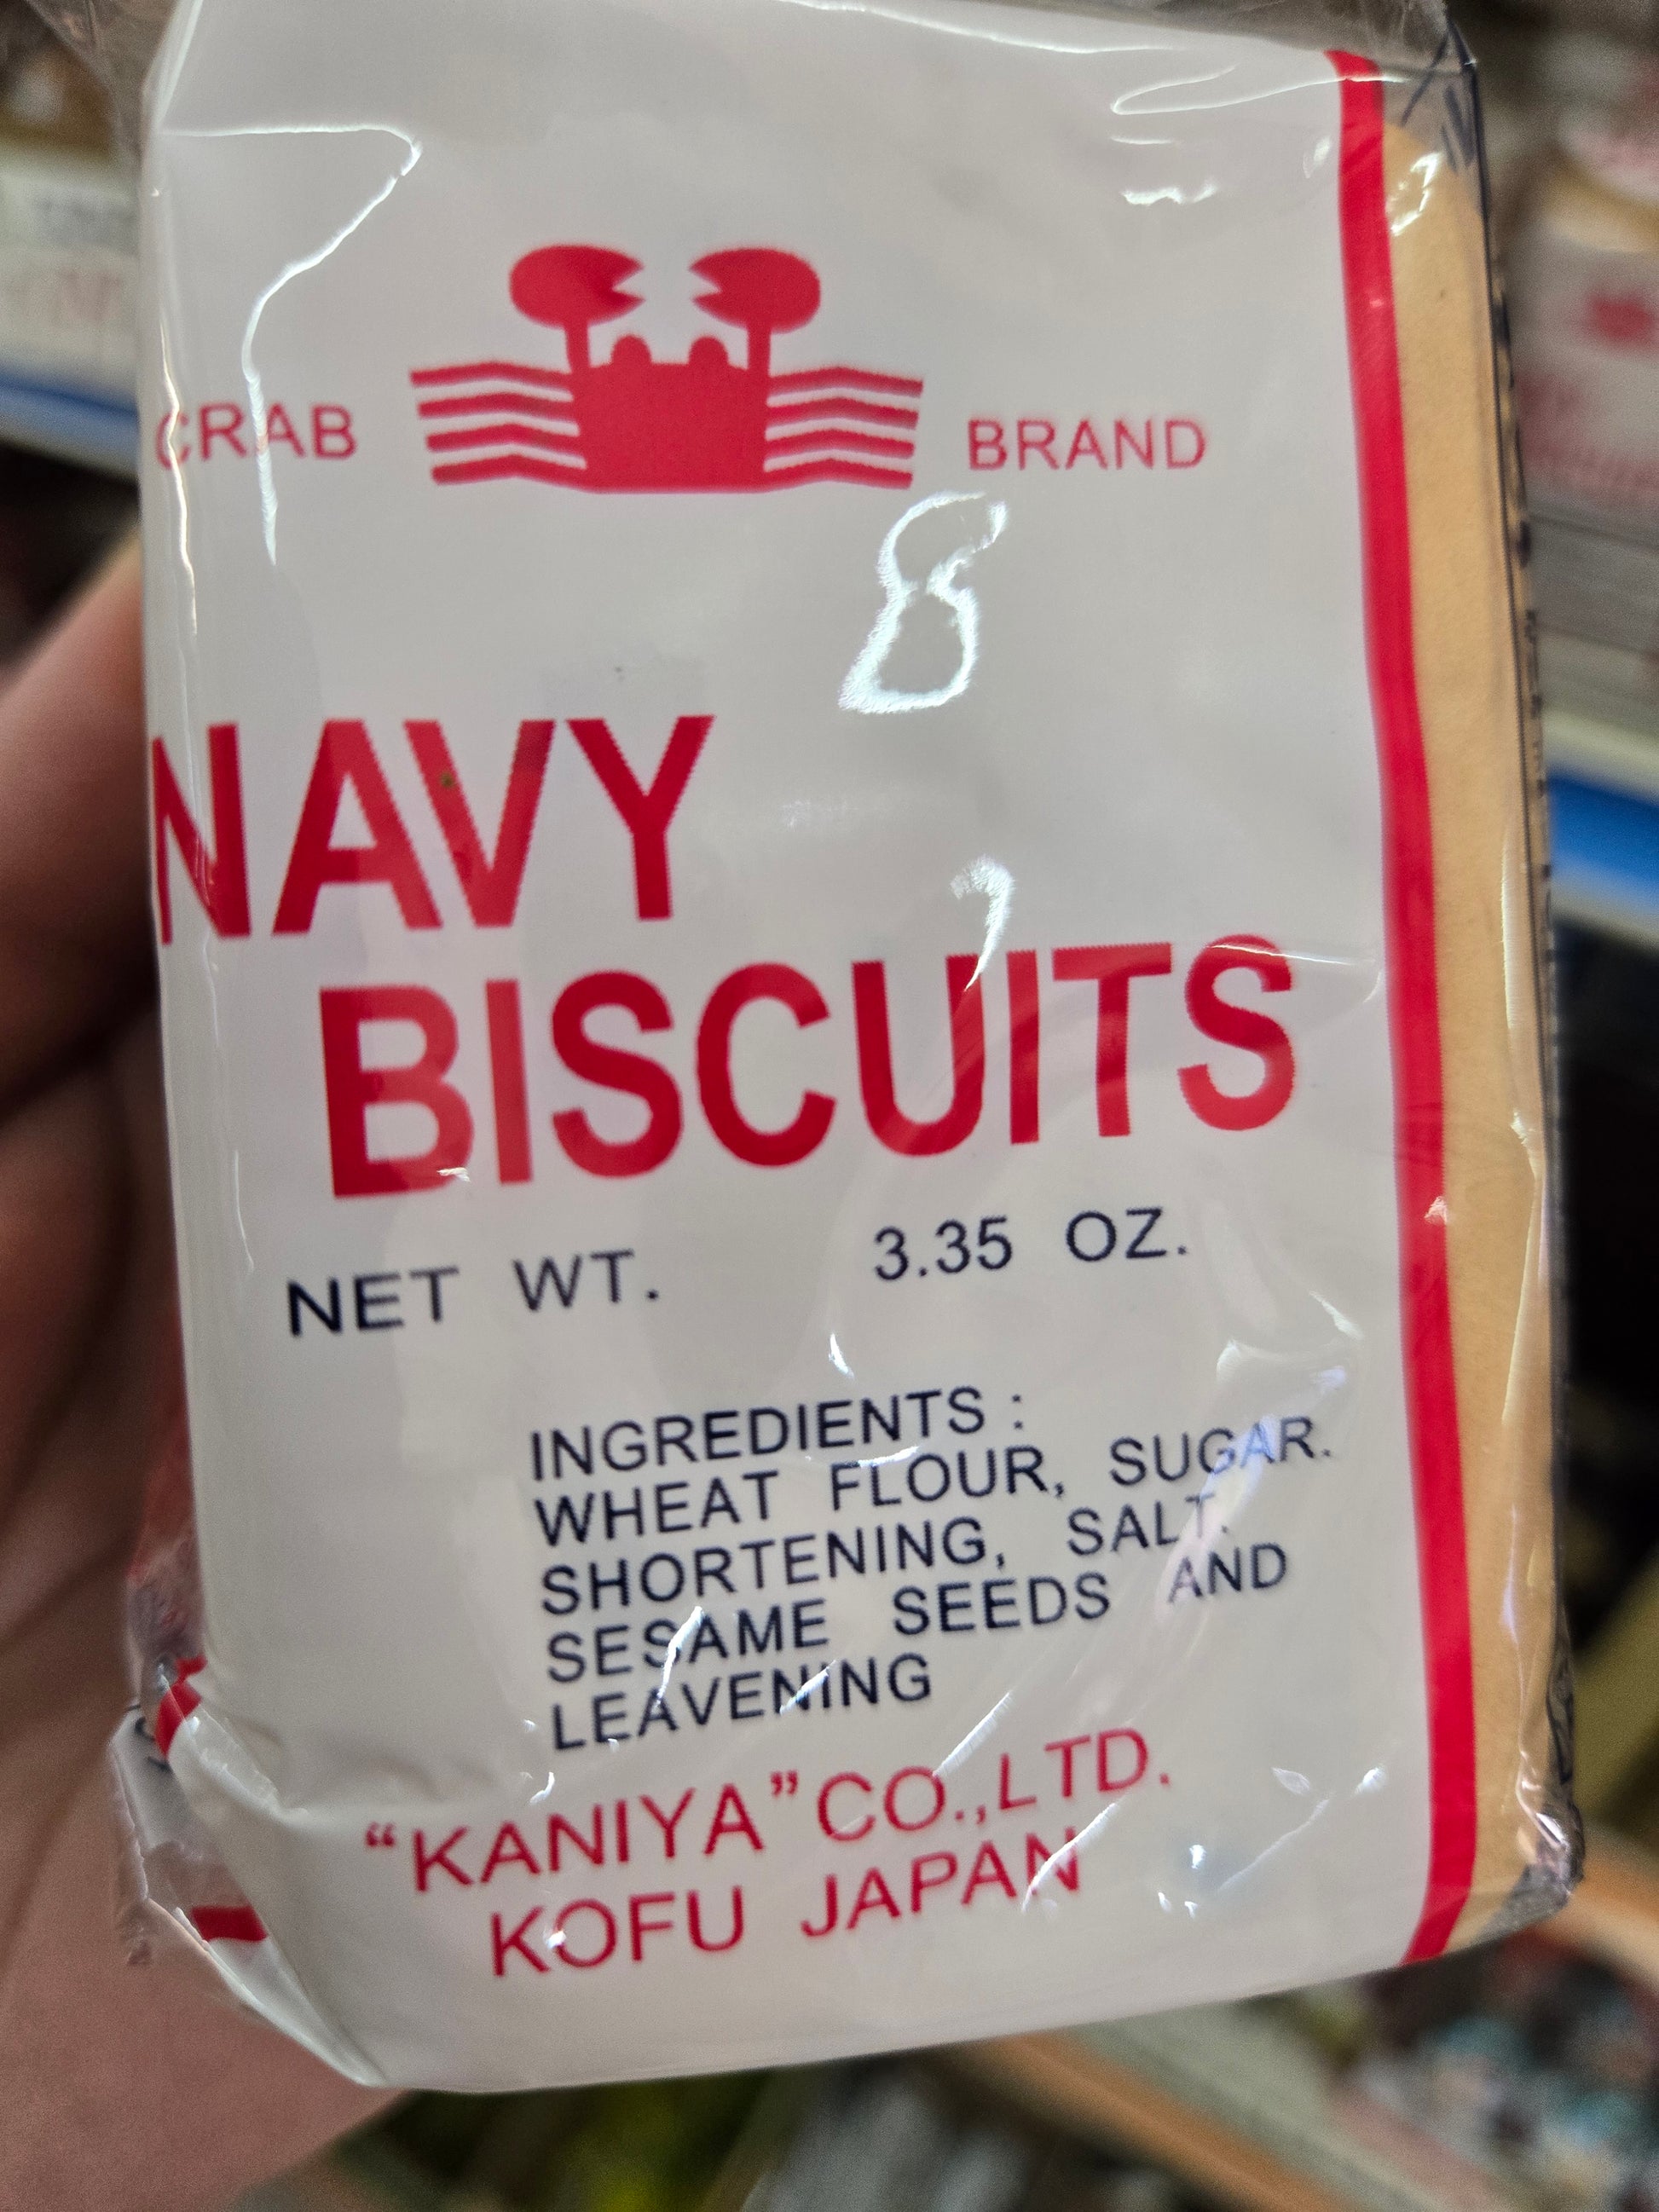 CRAB BRAND
NAVY
BISCUITS
NET WT. 3.35 OZ.
INGREDIENTS :
WHEAT FLOUR, SUGAR.
SHORTENING, SALT.
SESAME SEEDS AND
LEAVENING
“KANIYA” CO.,LTD.
KOFU JAPAN